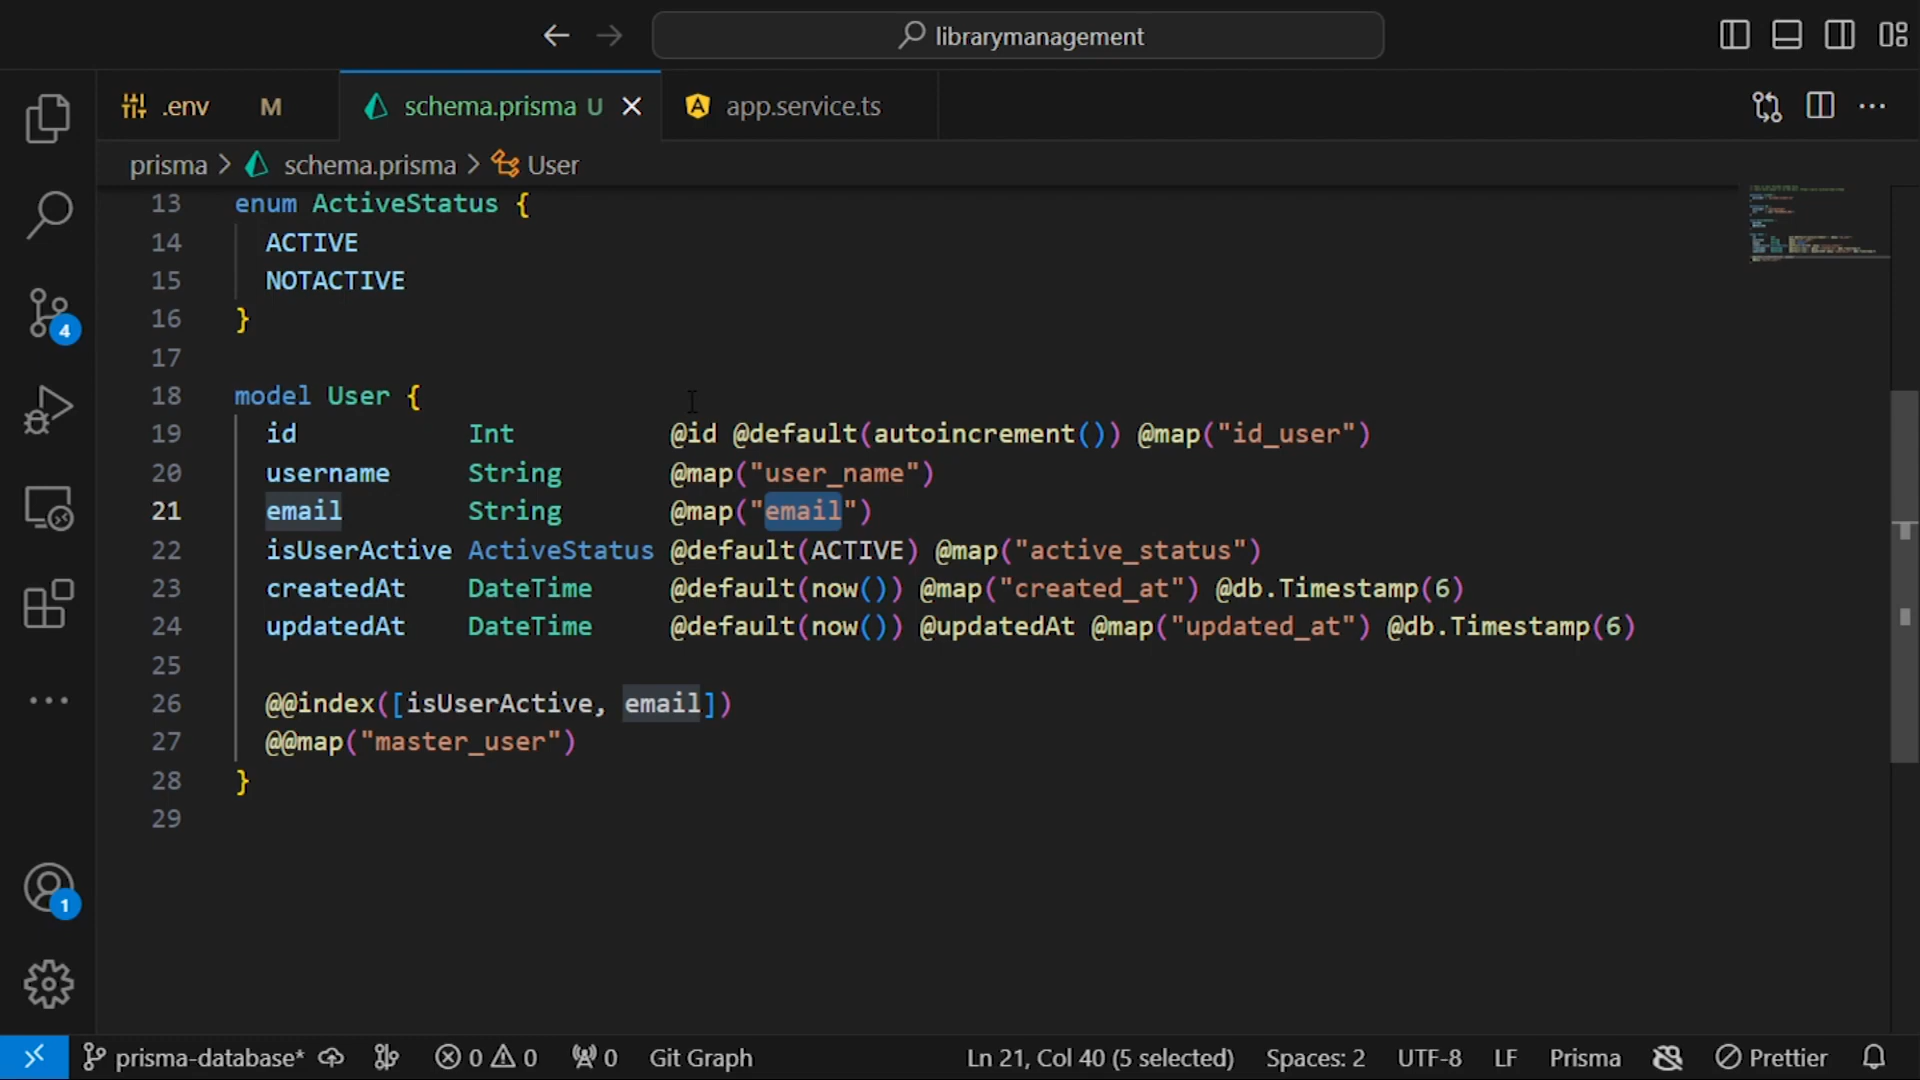 librarymanagement
.env M schema.prisma U app.service.ts
prisma > schema.prisma > User
13 enum ActiveStatus {
14 ACTIVE
15 NOTACTIVE
16 }
17
18 model User {
19 id Int @id @default(autoincrement()) @map("id_user")
20 username String @map("user_name")
21 email String @map("email")
22 isUserActive ActiveStatus @default(ACTIVE) @map("active_status")
23 createdAt DateTime @default(now()) @map("created_at") @db.Timestamp(6)
24 updatedAt DateTime @default(now()) @updatedAt @map("updated_at") @db.Timestamp(6)
25
26 @@index([isUserActive, email])
27 @@map("master_user")
28 }
29
4
1
prisma-database* 0 0 0 Git Graph Ln 21, Col 40 (5 selected) Spaces: 2 UTF-8 LF Prisma Prettier